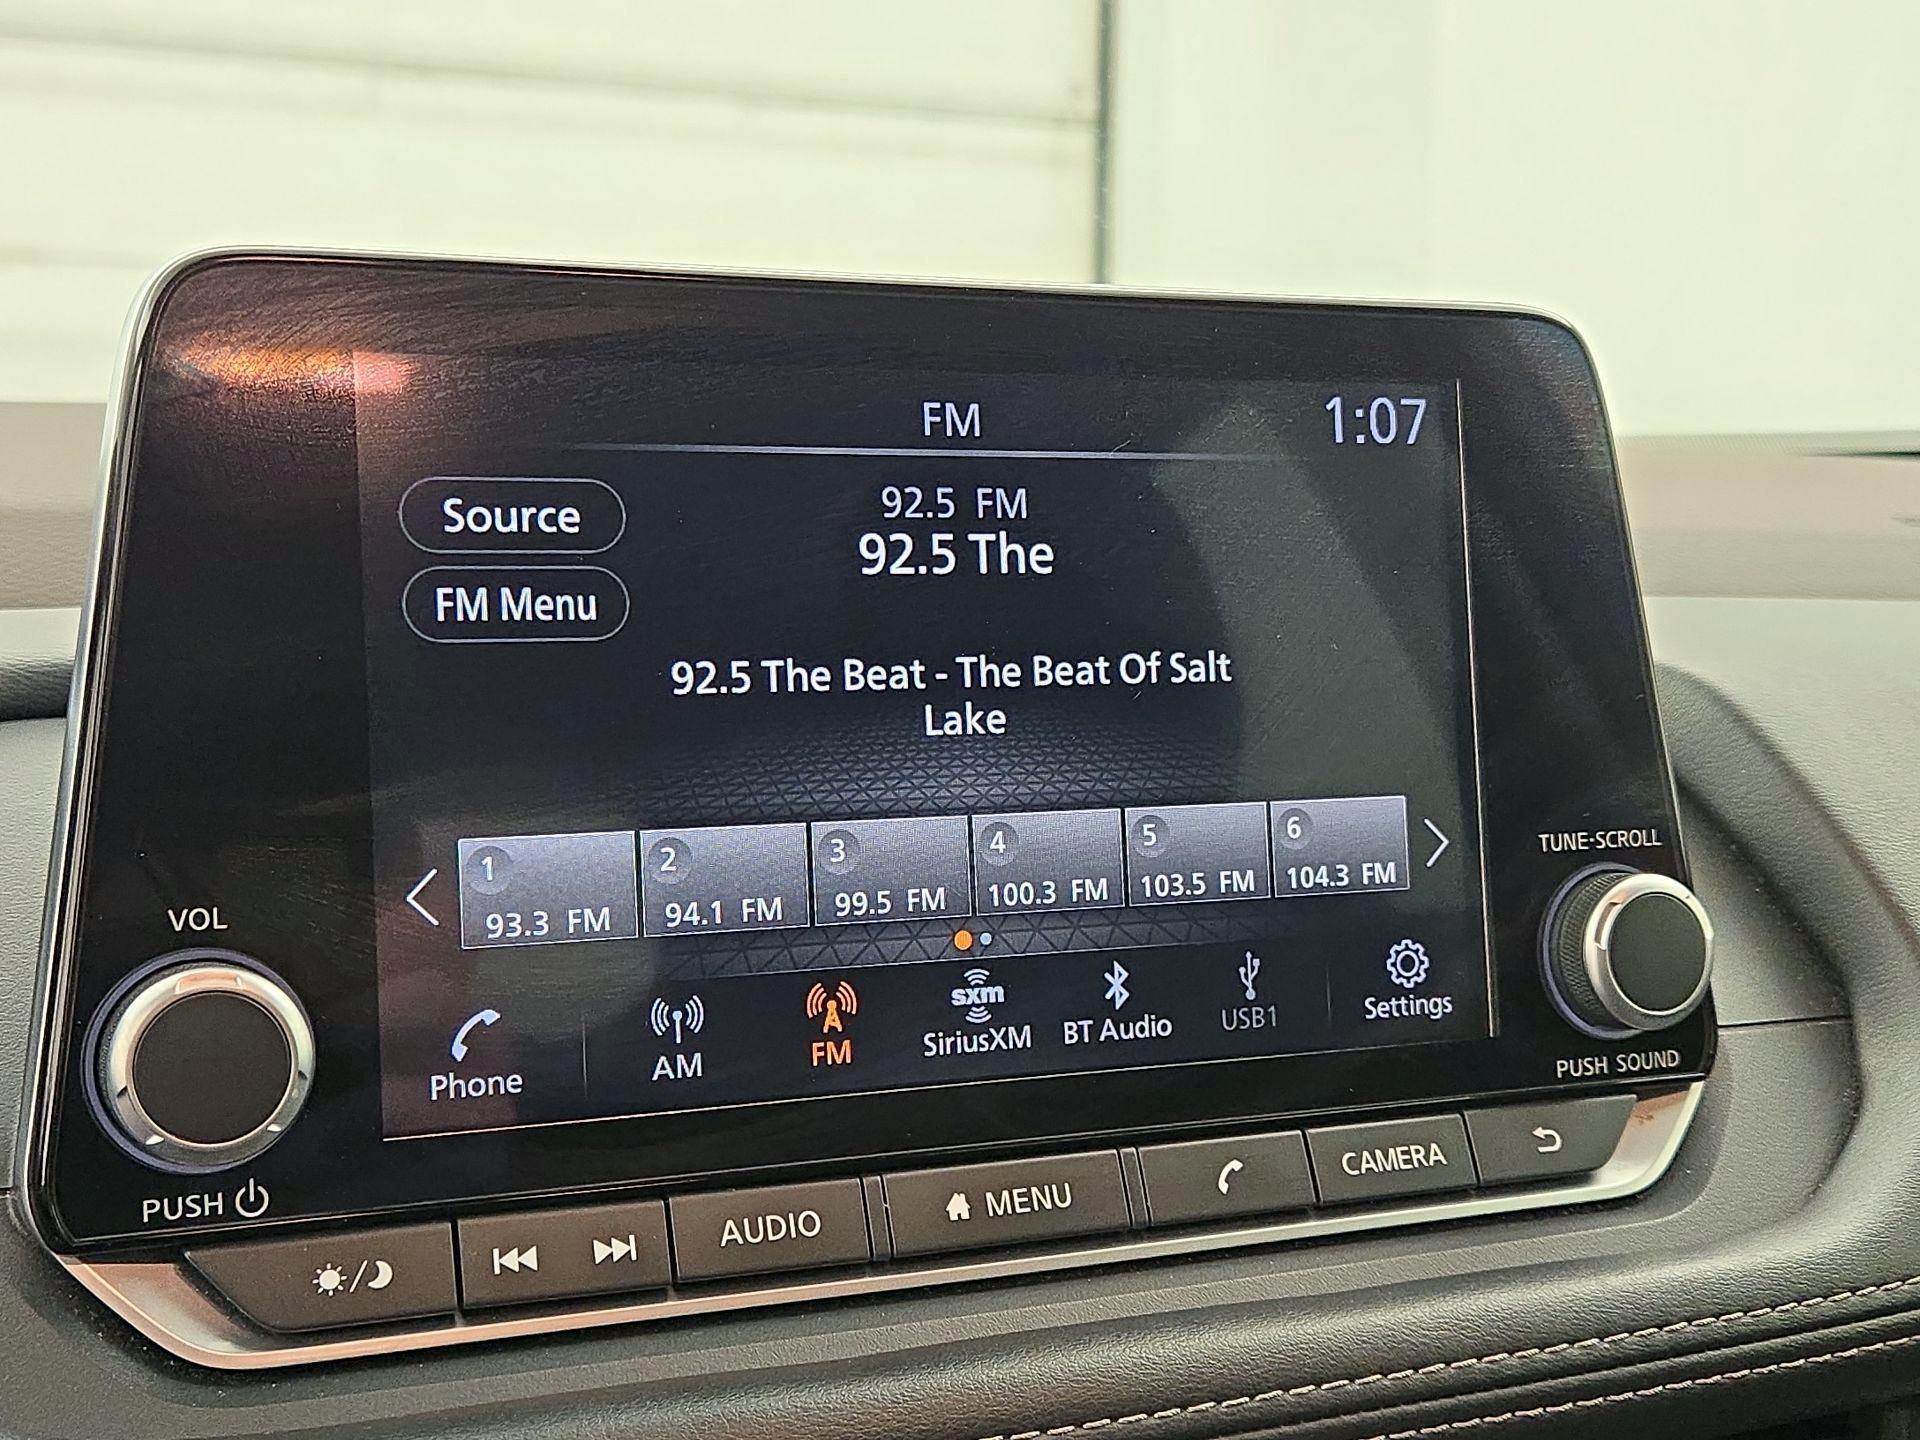 FM
1:07
Source
92.5 FM
92.5 The
FM Menu
92.5 The Beat - The Beat Of Salt
Lake
1
2
3
4
5
6
93.3 FM
94.1 FM
99.5 FM
100.3 FM
103.5 FM
104.3 FM
Phone
AM
FM
sxm
SiriusXM
BT Audio
USB1
Settings
VOL
PUSH
TUNE·SCROLL
PUSH SOUND
AUDIO
MENU
CAMERA